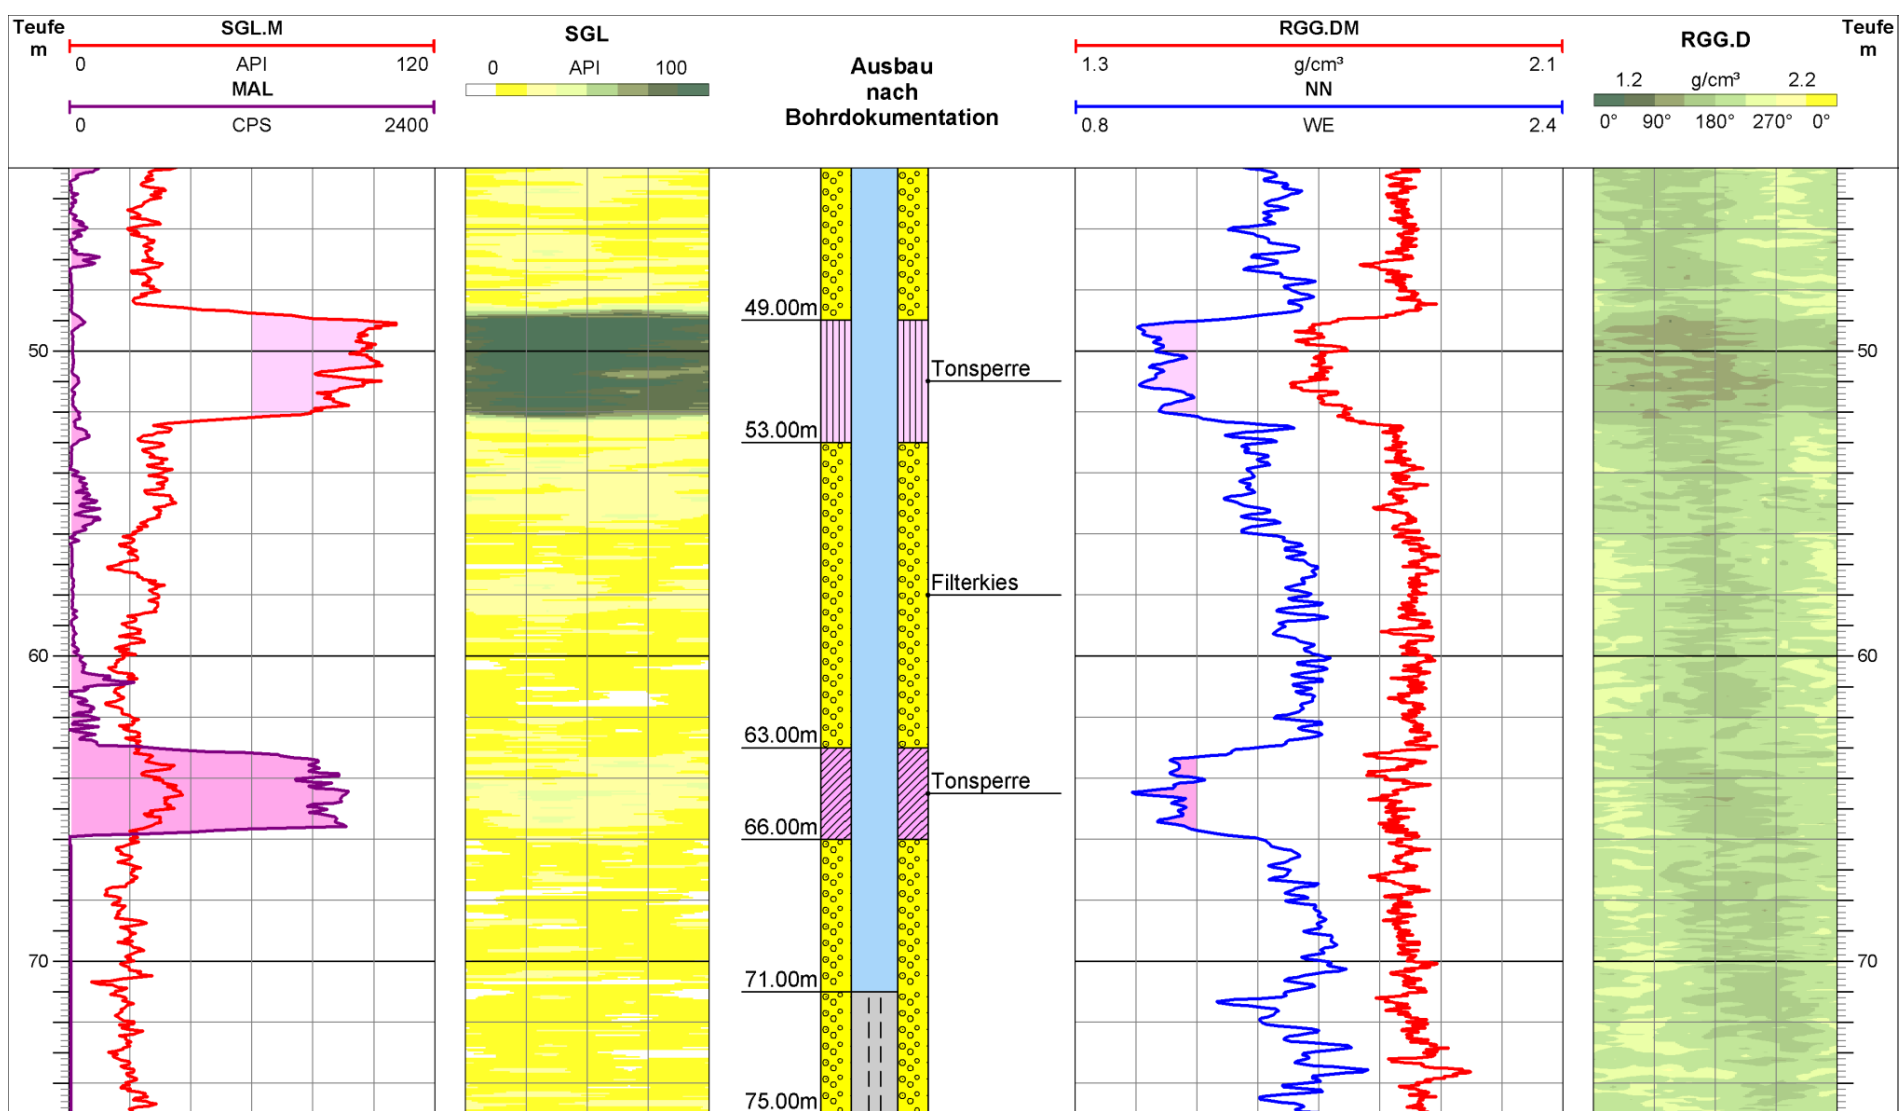 Teufe
m
SGL.M
0 API 120
MAL
0 CPS 2400
SGL
0 API 100
Ausbau
nach
Bohrdokumentation
RGG.DM
1.3 g/cm³ 2.1
NN
0.8 WE 2.4
RGG.D
1.2 g/cm³ 2.2
0° 90° 180° 270° 0°
Teufe
m
49.00m
50 50
Tonsperre
53.00m
Filterkies
60 60
63.00m
Tonsperre
66.00m
70 70
71.00m
75.00m